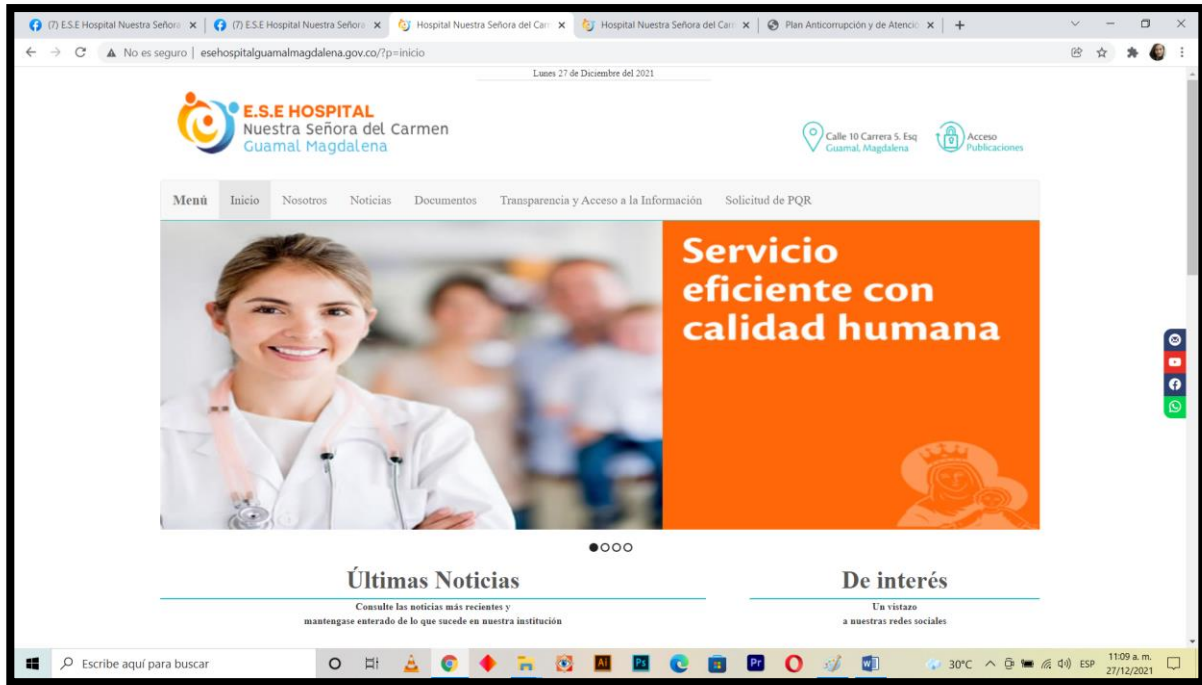 (7) E.S.E Hospital Nuestra Señora
(7) E.S.E Hospital Nuestra Señora
Hospital Nuestra Señora del Carm
Hospital Nuestra Señora del Carm
Plan Anticorrupción y de Atenció
No es seguro | esehospitalguamalmagdalena.gov.co/?p=inicio
Lunes 27 de Diciembre del 2021
E.S.E HOSPITAL
Nuestra Señora del Carmen
Guamal Magdalena
Calle 10 Carrera 5. Esq
Guamal, Magdalena
Acceso
Publicaciones
Menú Inicio Nosotros Noticias Documentos Transparencia y Acceso a la Información Solicitud de PQR
Servicio
eficiente con
calidad humana
Últimas Noticias
Consulte las noticias más recientes y
mantengase enterado de lo que sucede en nuestra institución
De interés
Un vistazo
a nuestras redes sociales
Escribe aquí para buscar
Ai
Ps
Pr
30°C
ESP
11:09 a. m.
27/12/2021